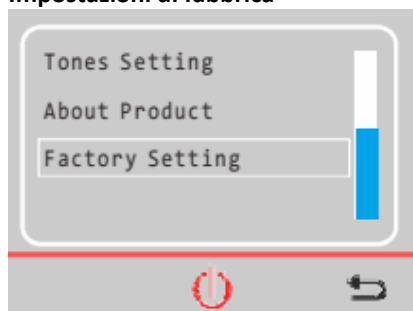 Impostazioni di fabbrica
Tones Setting
About Product
Factory Setting